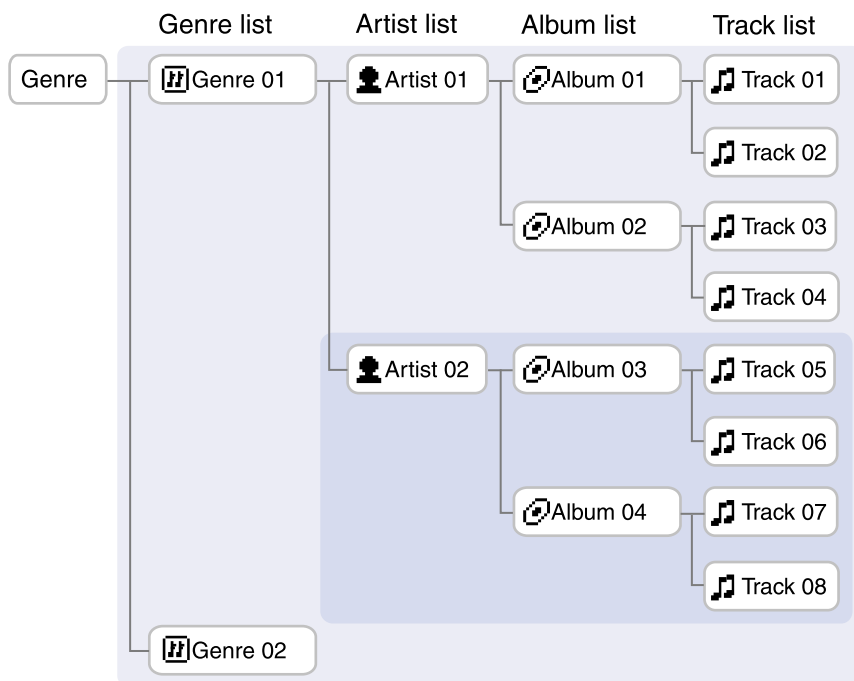 Genre list Artist list Album list Track list
Genre Genre 01 Artist 01 Album 01 Track 01
Track 02
Album 02 Track 03
Track 04
Artist 02 Album 03 Track 05
Track 06
Album 04 Track 07
Track 08
Genre 02